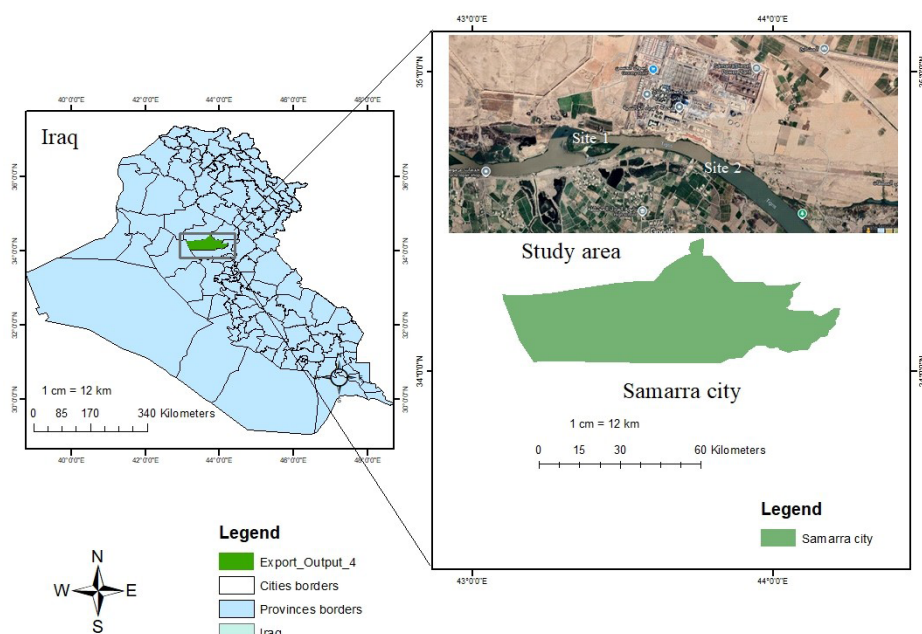 43°0'0"E
44°0'0"E
35°0'0"N
Site 1
Site 2
Study area
34°0'0"N
Samarra city
1 cm = 12 km
0 15 30 60 Kilometers
Legend
Samarra city
43°0'0"E
44°0'0"E
40°0'0"E
42°0'0"E
44°0'0"E
46°0'0"E
48°0'0"E
Iraq
36°0'0"N
34°0'0"N
32°0'0"N
30°0'0"N
1 cm = 12 km
0 85 170 340 Kilometers
40°0'0"E
42°0'0"E
44°0'0"E
46°0'0"E
48°0'0"E
N
W
E
S
Legend
Export_Output_4
Cities borders
Provinces borders
Iraq